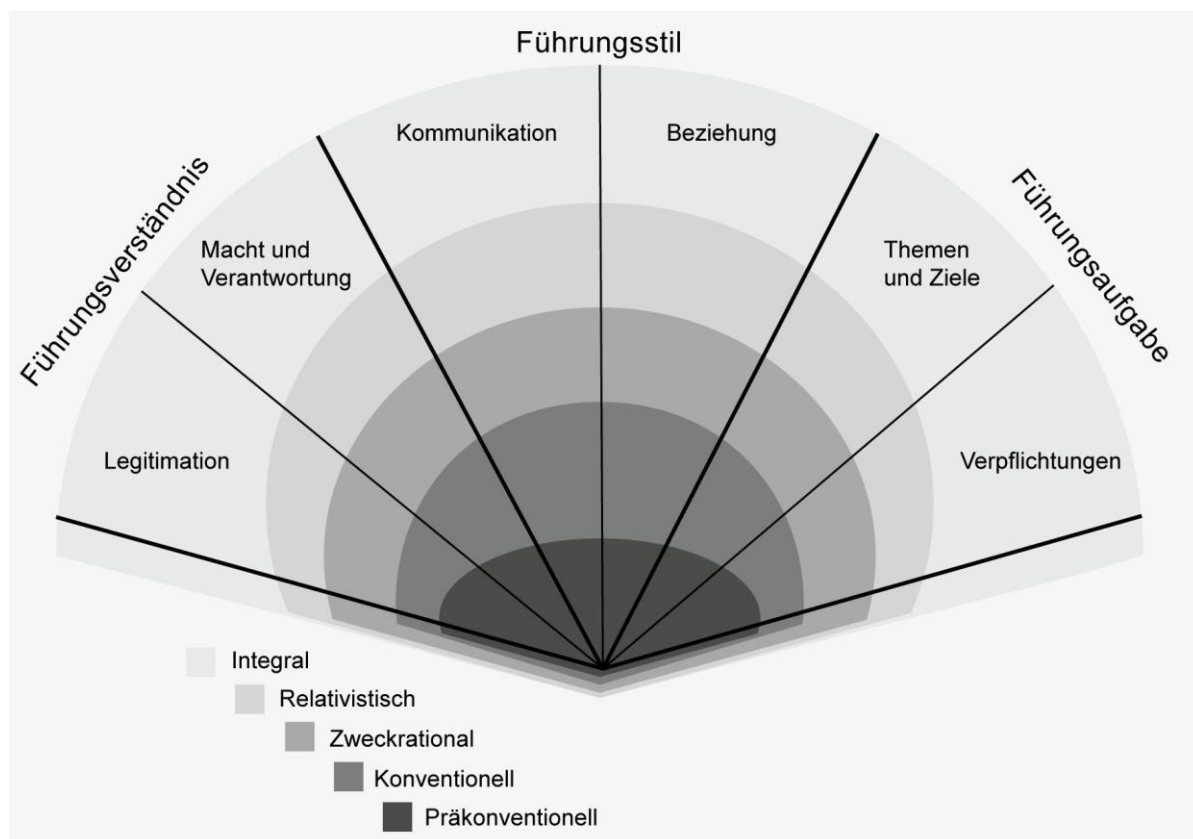 Führungsstil
Kommunikation
Beziehung
Führungsverständnis
Macht und
Verantwortung
Themen
und Ziele
Führungsaufgabe
Legitimation
Verpflichtungen
Integral
Relativistisch
Zweckrational
Konventionell
Präkonventionell